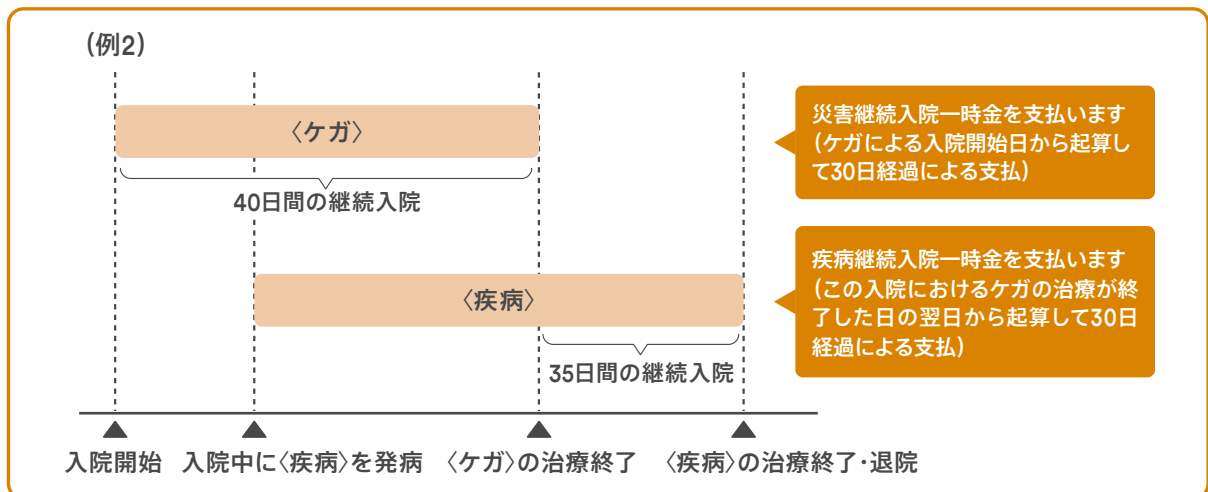 (例2)
〈ケガ〉
40日間の継続入院
災害継続入院一時金を支払います
(ケガによる入院開始日から起算し
て30日経過による支払)
〈疾病〉
35日間の継続入院
疾病継続入院一時金を支払います
(この入院におけるケガの治療が終
了した日の翌日から起算して30日
経過による支払)
入院開始 入院中に〈疾病〉を発病 〈ケガ〉の治療終了 〈疾病〉の治療終了・退院